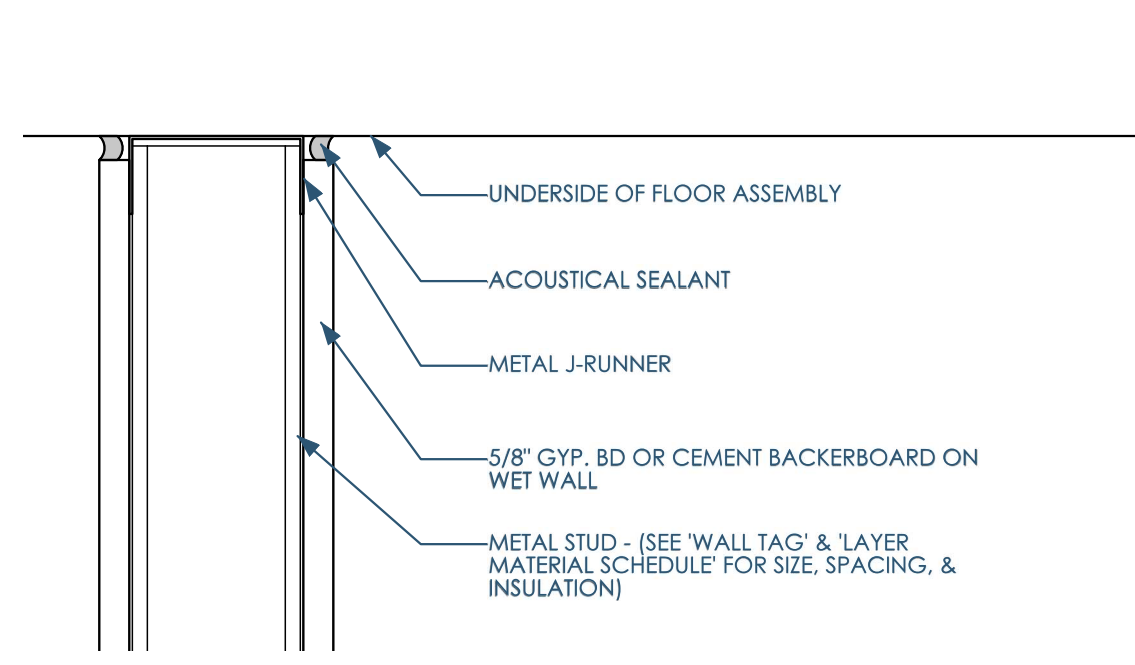 UNDERSIDE OF FLOOR ASSEMBLY
ACOUSTICAL SEALANT
METAL J-RUNNER
5/8" GYP. BD OR CEMENT BACKERBOARD ON
WET WALL
METAL STUD - (SEE 'WALL TAG' & 'LAYER
MATERIAL SCHEDULE' FOR SIZE, SPACING, &
INSULATION)